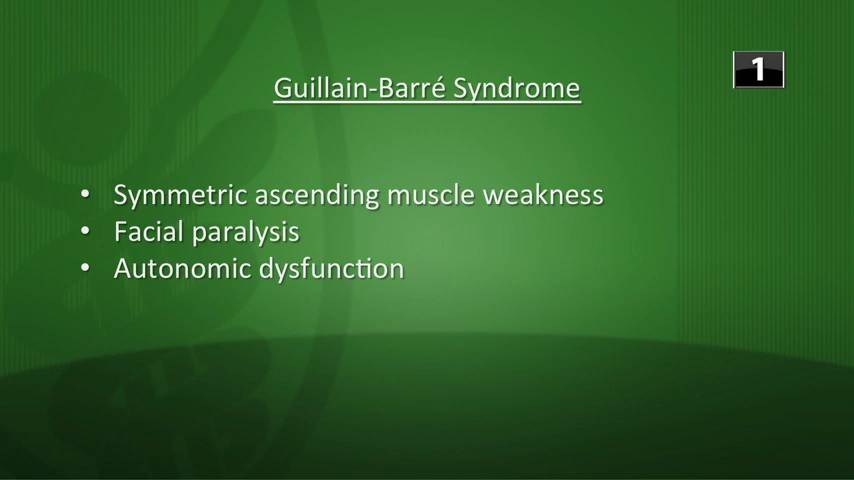 1
Guillain-Barré Syndrome
• Symmetric ascending muscle weakness
• Facial paralysis
• Autonomic dysfunction